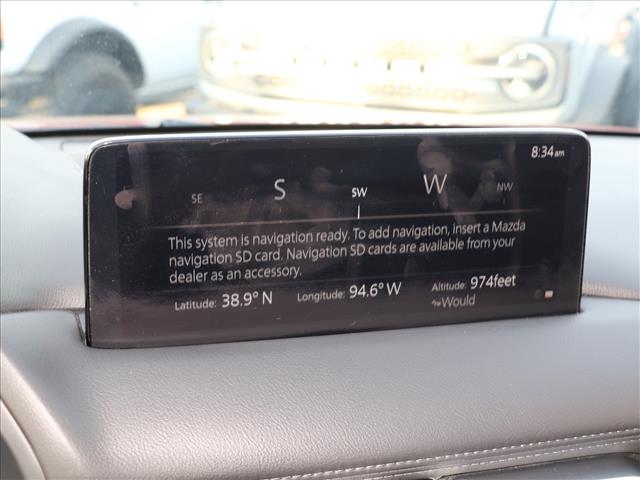 8:34am
SE S SW W NW
This system is navigation ready. To add navigation, insert a Mazda
navigation SD card. Navigation SD cards are available from your
dealer as an accessory.
Latitude: 38.9° N Longitude: 94.6° W Altitude: 974feet
Would